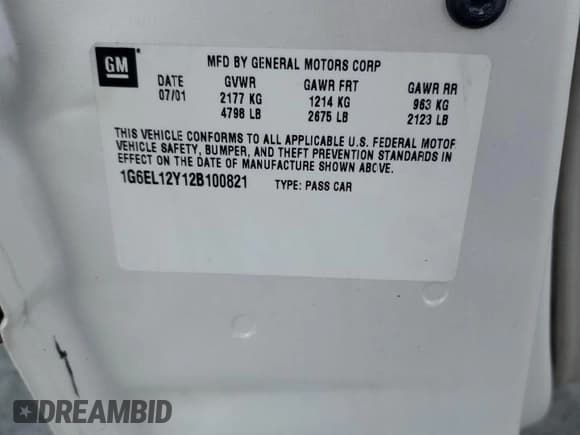 GM
MFD BY GENERAL MOTORS CORP
DATE GVWR GAWR FRT GAWR RR
07/01 2177 KG 1214 KG 963 KG
4798 LB 2675 LB 2123 LB
THIS VEHICLE CONFORMS TO ALL APPLICABLE U.S. FEDERAL MOTOR
VEHICLE SAFETY, BUMPER, AND THEFT PREVENTION STANDARDS IN
EFFECT ON THE DATE OF MANUFACTURE SHOWN ABOVE.
1G6EL12Y12B100821 TYPE: PASS CAR
DREAMBID